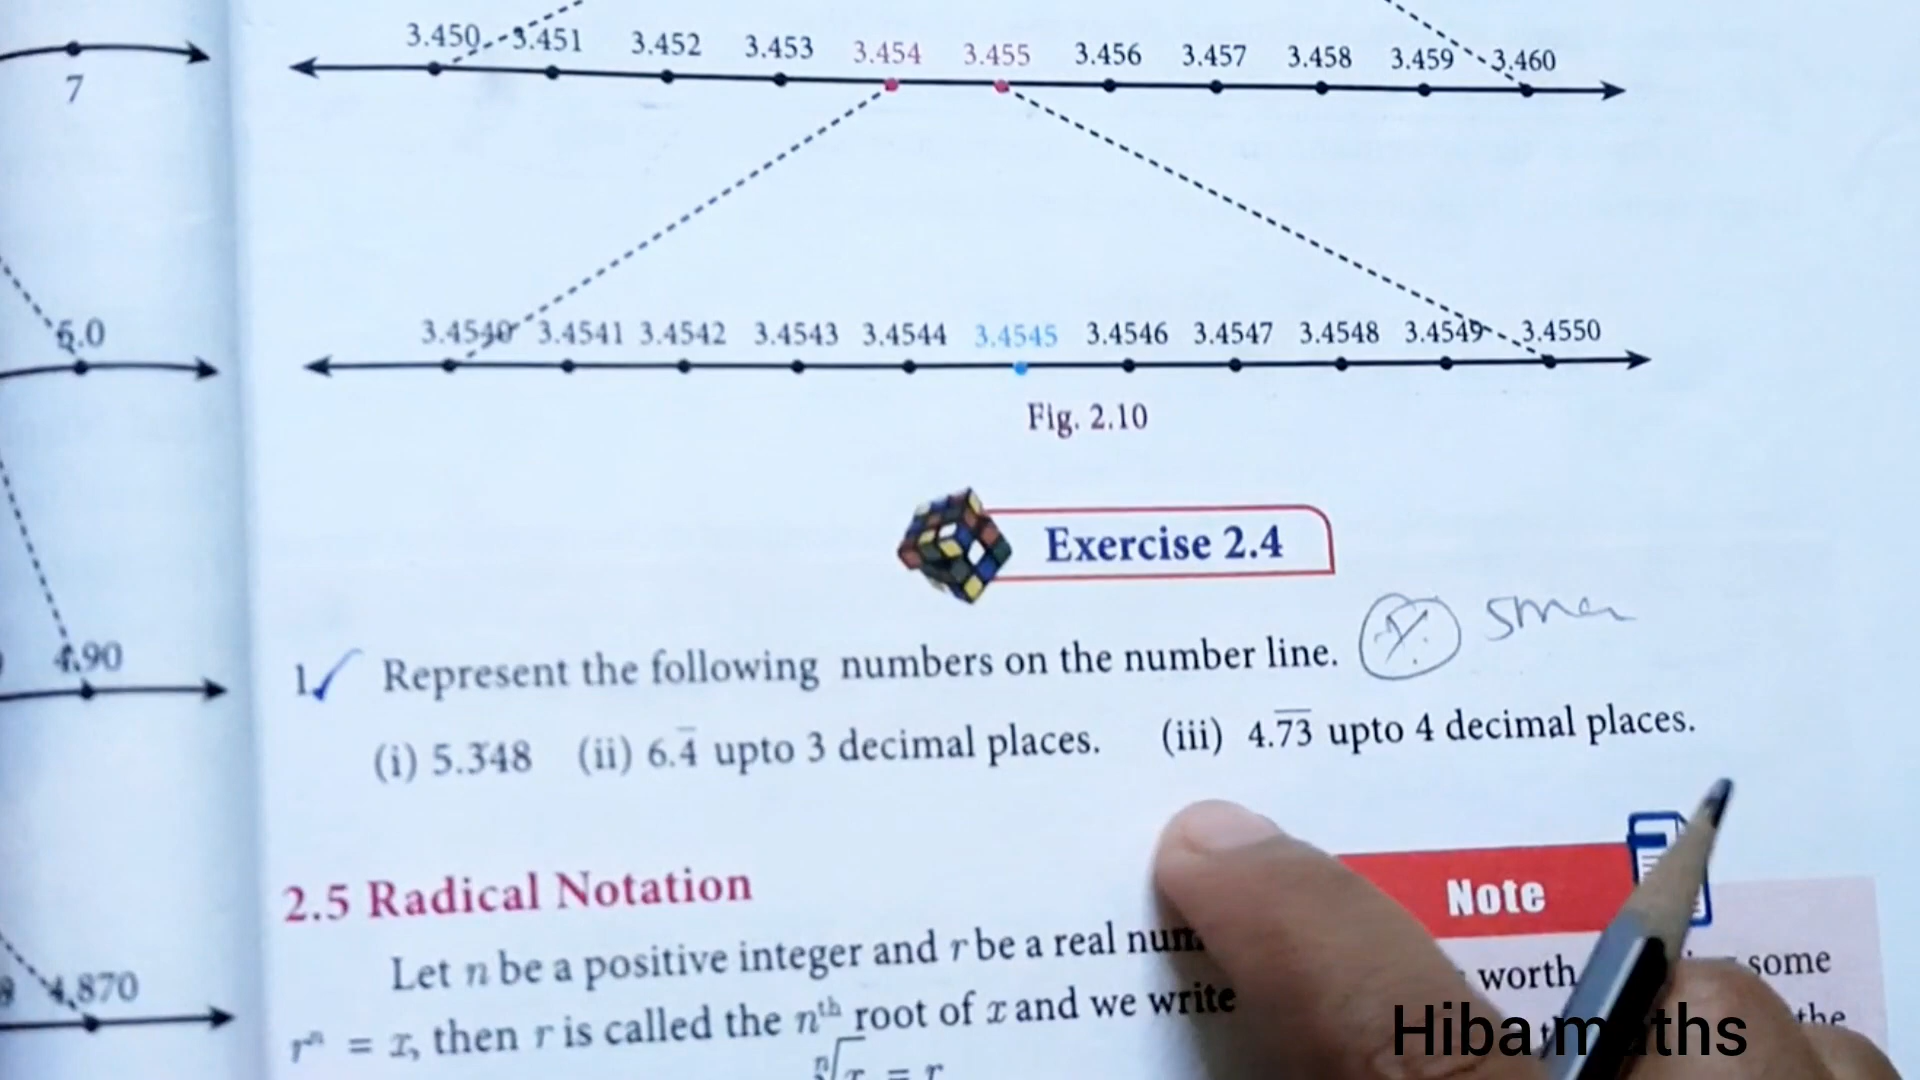 3.450 3.451 3.452 3.453 3.454 3.455 3.456 3.457 3.458 3.459 3.460
7
6.0
3.4540 3.4541 3.4542 3.4543 3.4544 3.4545 3.4546 3.4547 3.4548 3.4549 3.4550
Fig. 2.10
Exercise 2.4
4.90
1. Represent the following numbers on the number line.
(i) 5.348 (ii) 6.4̅ upto 3 decimal places. (iii) 4.7̅3̅ upto 4 decimal places.
2.5 Radical Notation
Note
Let n be a positive integer and r be a real
4.870
worth some
rⁿ = x, then r is called the nᵗʰ root of x and we write
the
ⁿ√x = r
Hiba maths